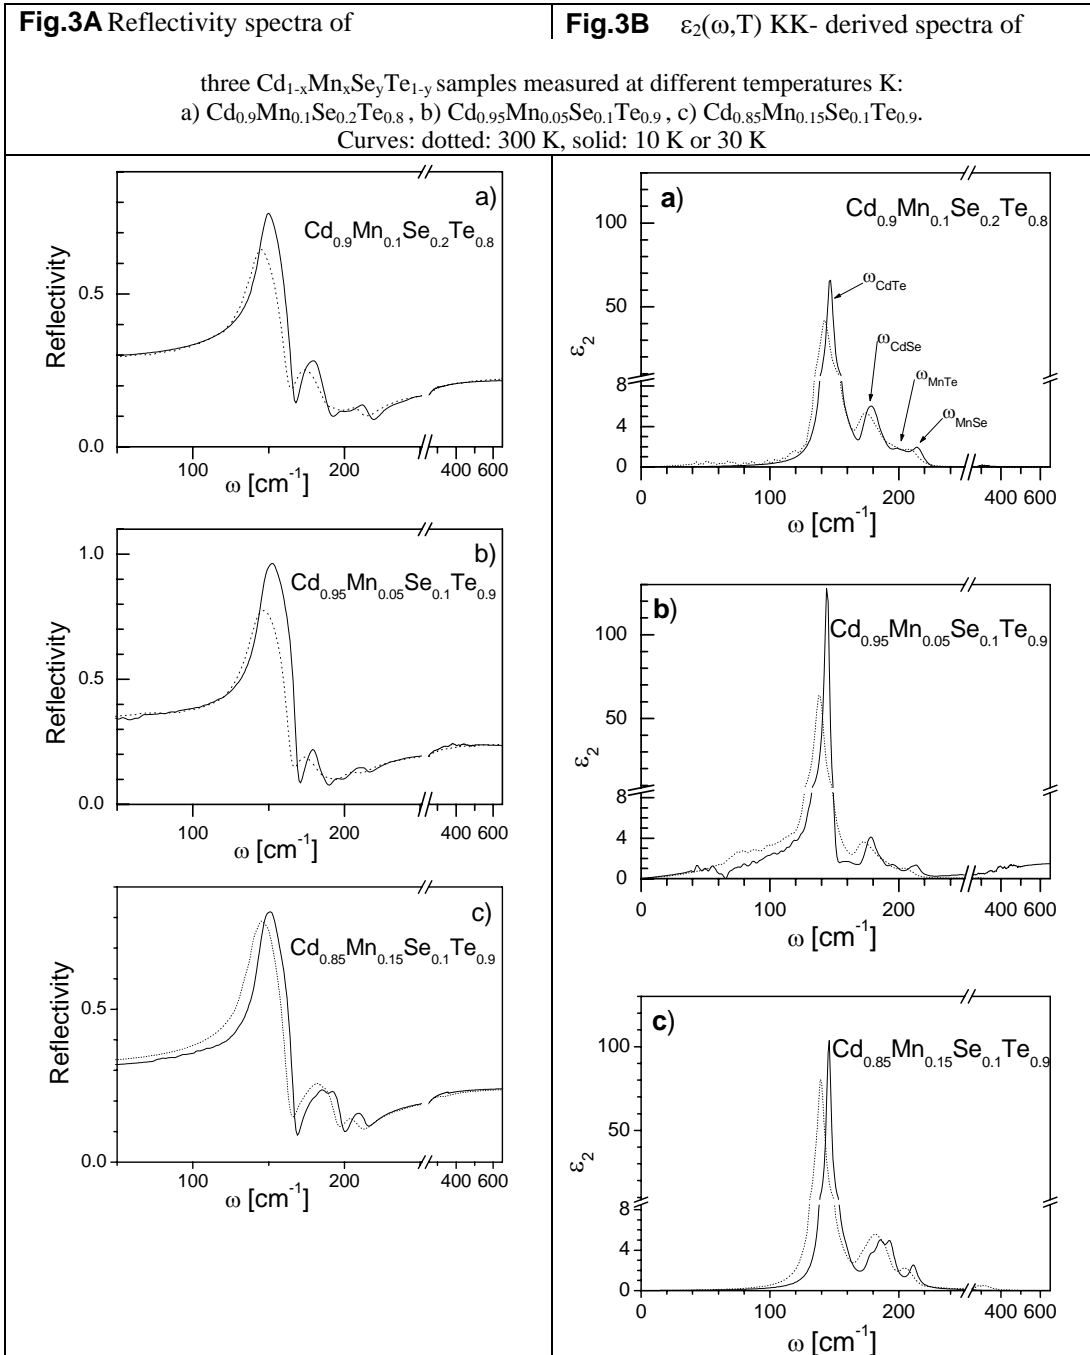 Fig.3A Reflectivity spectra of
Fig.3B ε₂(ω,T) KK- derived spectra of
three Cd₁₋ₓMnₓSeᵧTe₁₋ᵧ samples measured at different temperatures K:
a) Cd₀.₉Mn₀.₁Se₀.₂Te₀.₈ , b) Cd₀.₉₅Mn₀.₀₅Se₀.₁Te₀.₉ , c) Cd₀.₈₅Mn₀.₁₅Se₀.₁Te₀.₉.
Curves: dotted: 300 K, solid: 10 K or 30 K
a)
Cd₀.₉Mn₀.₁Se₀.₂Te₀.₈
Reflectivity
0.5
0.0
100 200 400 600
ω [cm⁻¹]
b)
Cd₀.₉₅Mn₀.₀₅Se₀.₁Te₀.₉
Reflectivity
1.0
0.5
0.0
100 200 400 600
ω [cm⁻¹]
c)
Cd₀.₈₅Mn₀.₁₅Se₀.₁Te₀.₉
Reflectivity
0.5
0.0
100 200 400 600
ω [cm⁻¹]
a)
Cd₀.₉Mn₀.₁Se₀.₂Te₀.₈
ω_CdTe
ω_CdSe
ω_MnTe
ω_MnSe
ε₂
100
50
8
4
0
0 100 200 400 600
ω [cm⁻¹]
b)
Cd₀.₉₅Mn₀.₀₅Se₀.₁Te₀.₉
ε₂
100
50
8
4
0
0 100 200 400 600
ω [cm⁻¹]
c)
Cd₀.₈₅Mn₀.₁₅Se₀.₁Te₀.₉
ε₂
100
50
8
4
0
0 100 200 400 600
ω [cm⁻¹]